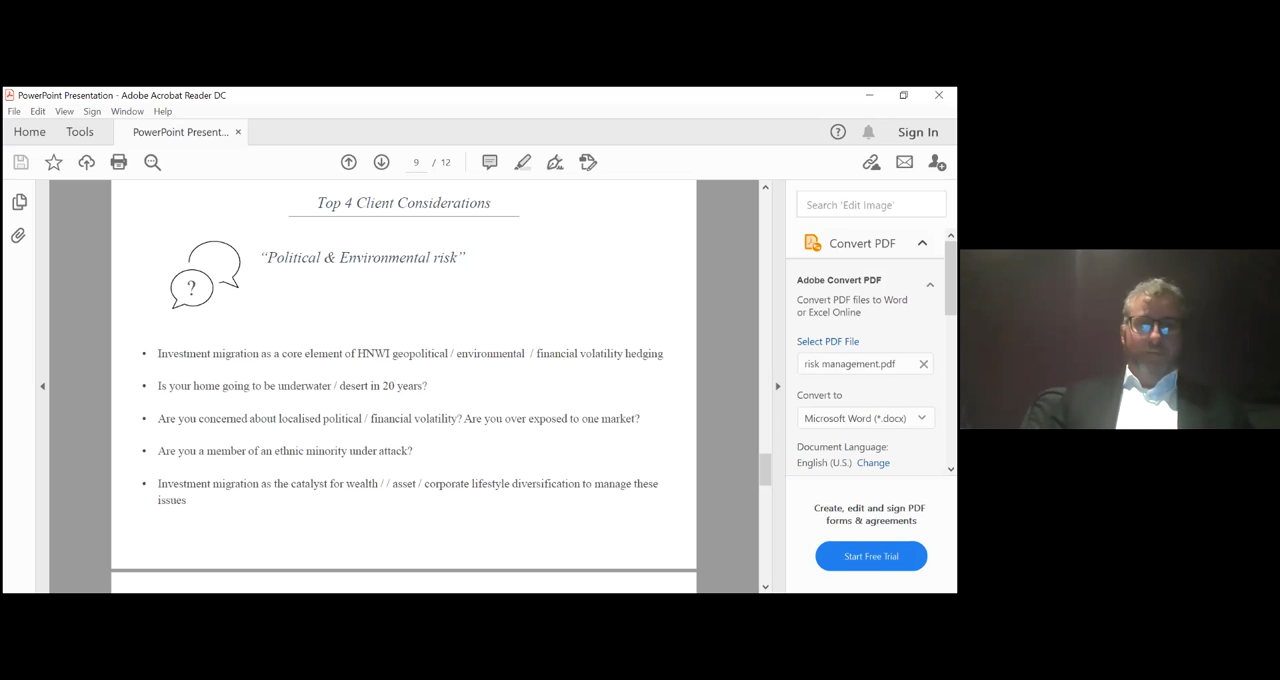 PowerPoint Presentation - Adobe Acrobat Reader DC
File Edit View Sign Window Help
Home Tools PowerPoint Present... ×
Sign In
9 / 12
Top 4 Client Considerations
?
“Political & Environmental risk”
• Investment migration as a core element of HNWI geopolitical / environmental / financial volatility hedging
• Is your home going to be underwater / desert in 20 years?
• Are you concerned about localised political / financial volatility? Are you over exposed to one market?
• Are you a member of an ethnic minority under attack?
• Investment migration as the catalyst for wealth / / asset / corporate lifestyle diversification to manage these
issues
Search 'Edit Image'
Convert PDF
Adobe Convert PDF
Convert PDF files to Word
or Excel Online
Select PDF File
risk management.pdf
Convert to
Microsoft Word (*.docx)
Document Language:
English (U.S.) Change
Create, edit and sign PDF
forms & agreements
Start Free Trial